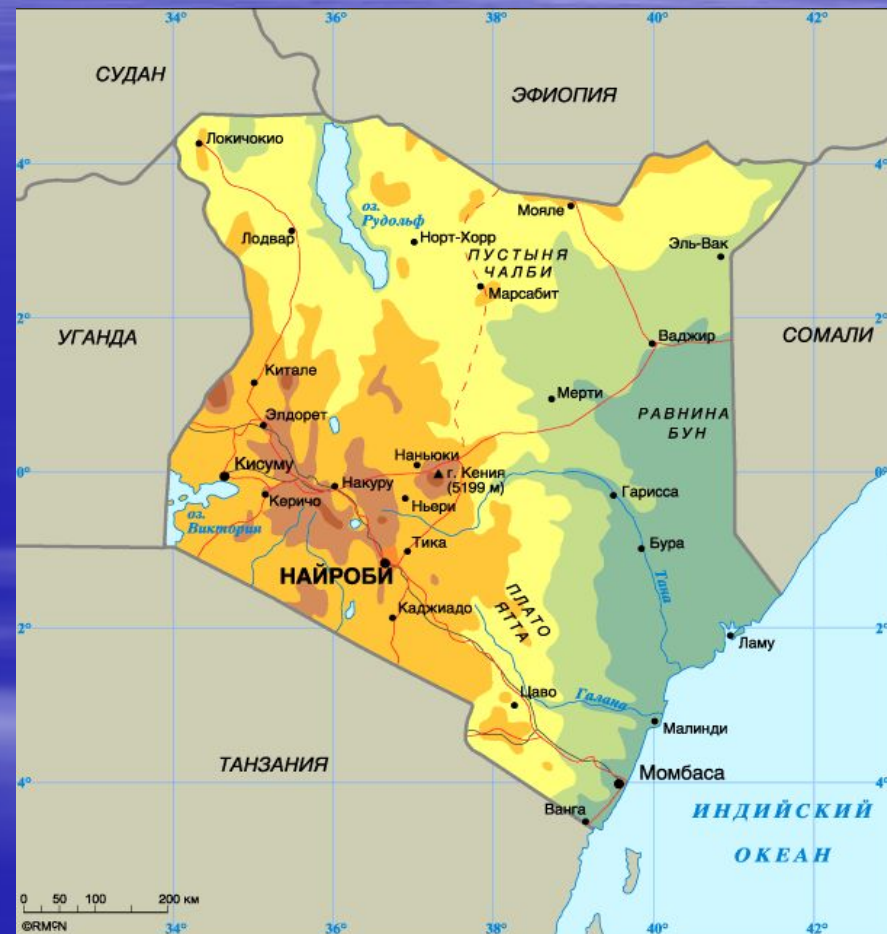 34° 36° 38° 40° 42°
СУДАН
ЭФИОПИЯ
Локичокио
4° 4°
оз.
Рудольф
Мояле
Лодвар
Норт-Хорр
Эль-Вак
ПУСТЫНЯ
ЧАЛБИ
Марсабит
2° 2°
УГАНДА
СОМАЛИ
Ваджир
Китале
Мерти
РАВНИНА
БУН
Элдорет
Наньюки
Кисуму
0° 0°
г. Кения
(5199 м)
Накуру
Гарисса
Керичо
Ньери
оз.
Виктория
Тика
Бура
НАЙРОБИ
Тана
ПЛАТО
ЯТТА
Каджиадо
2° 2°
Ламу
Цаво
Галана
Малинди
ТАНЗАНИЯ
Момбаса
4° 4°
Ванга
ИНДИЙСКИЙ
ОКЕАН
0 50 100 200 км
©RMcN
34° 36° 38° 40° 42°